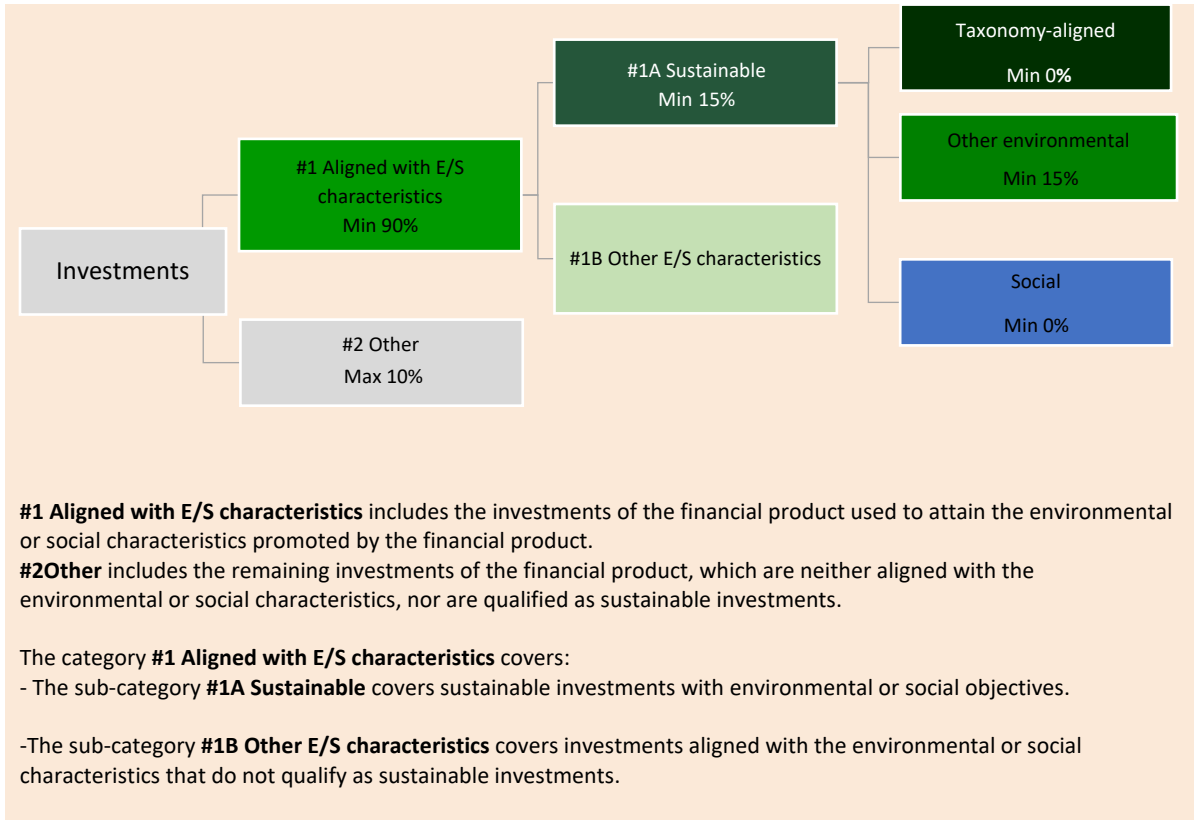 Taxonomy-aligned
Min 0%
#1A Sustainable
Min 15%
Other environmental
Min 15%
#1 Aligned with E/S
characteristics
Min 90%
#1B Other E/S characteristics
Investments
Social
Min 0%
#2 Other
Max 10%
#1 Aligned with E/S characteristics includes the investments of the financial product used to attain the environmental
or social characteristics promoted by the financial product.
#2Other includes the remaining investments of the financial product, which are neither aligned with the
environmental or social characteristics, nor are qualified as sustainable investments.
The category #1 Aligned with E/S characteristics covers:
- The sub-category #1A Sustainable covers sustainable investments with environmental or social objectives.
-The sub-category #1B Other E/S characteristics covers investments aligned with the environmental or social
characteristics that do not qualify as sustainable investments.